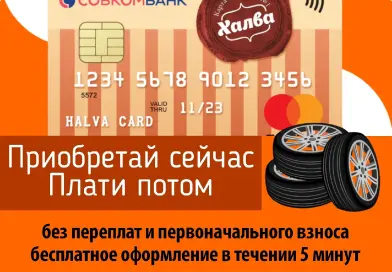 СОВКОМБАНК
Халва
1234 5678 9012 3456
5572
VALID
THRU
11/23
HALVA CARD
Приобретай сейчас
Плати потом
без переплат и первоначального взноса
бесплатное оформление в течении 5 минут